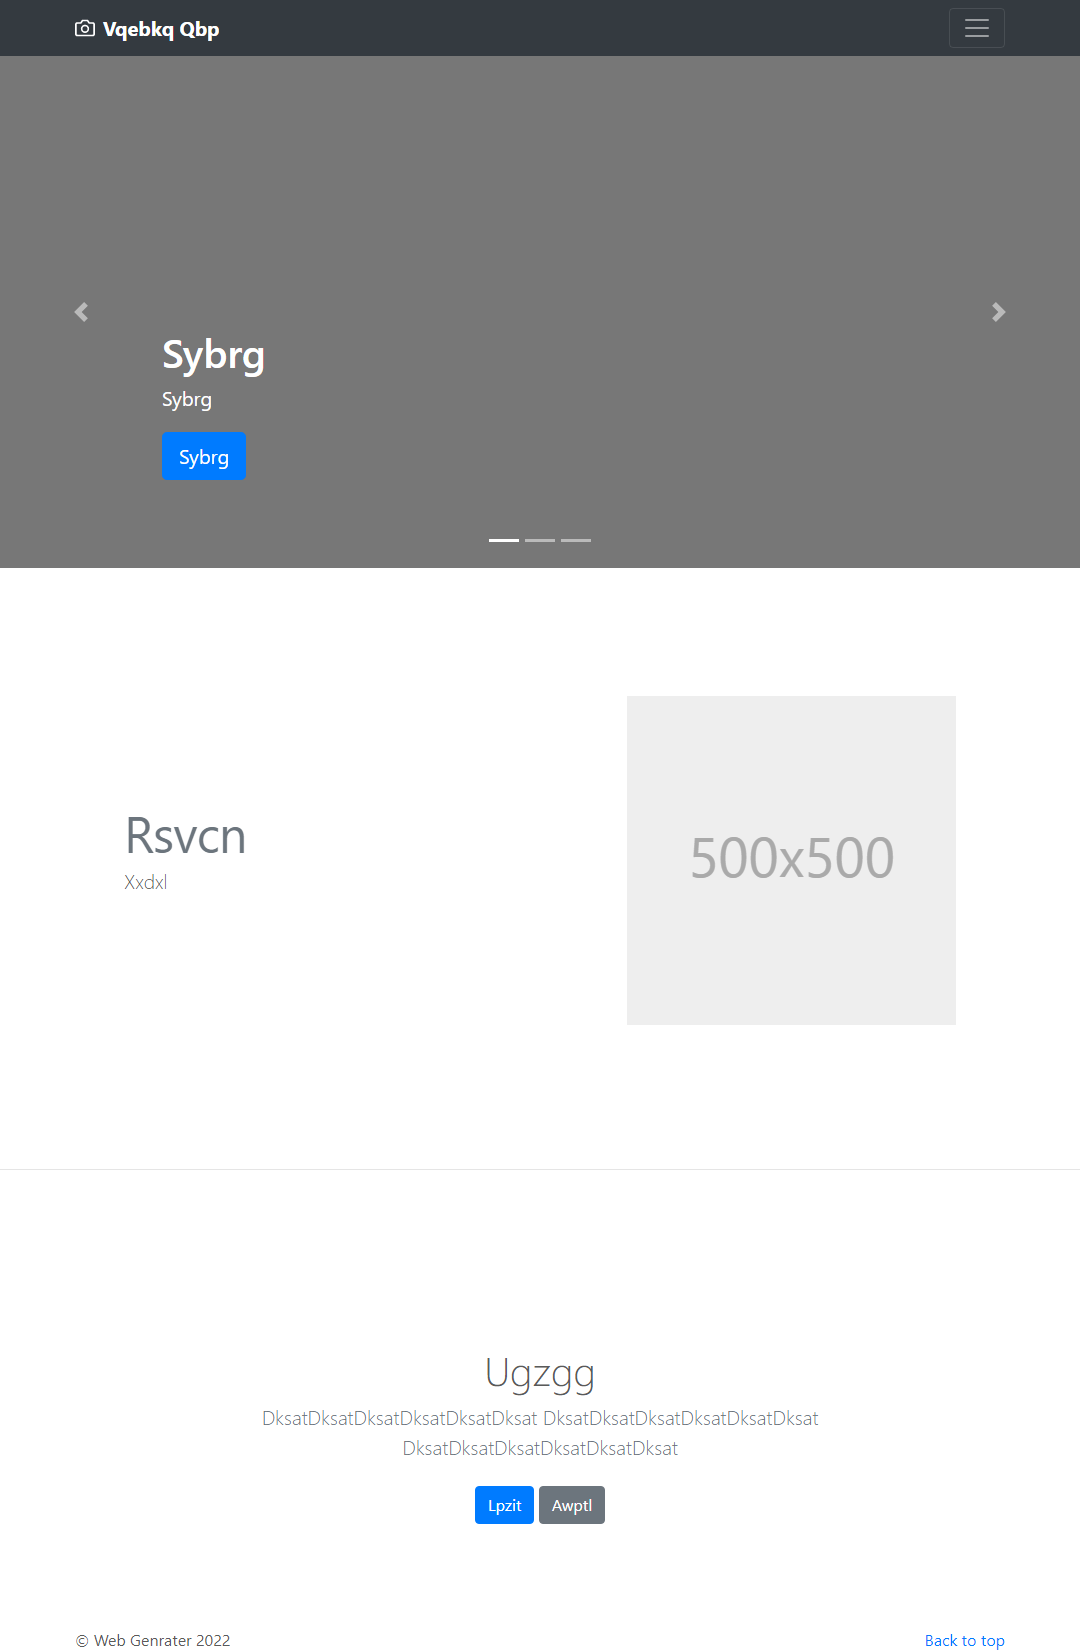 Vqebkq Qbp
Sybrg
Sybrg
Sybrg
Rsvcn
Xxdxl
500x500
Ugzgg
DksatDksatDksatDksatDksatDksat DksatDksatDksatDksatDksatDksat
DksatDksatDksatDksatDksatDksat
Lpzit Awptl
© Web Genrater 2022
Back to top